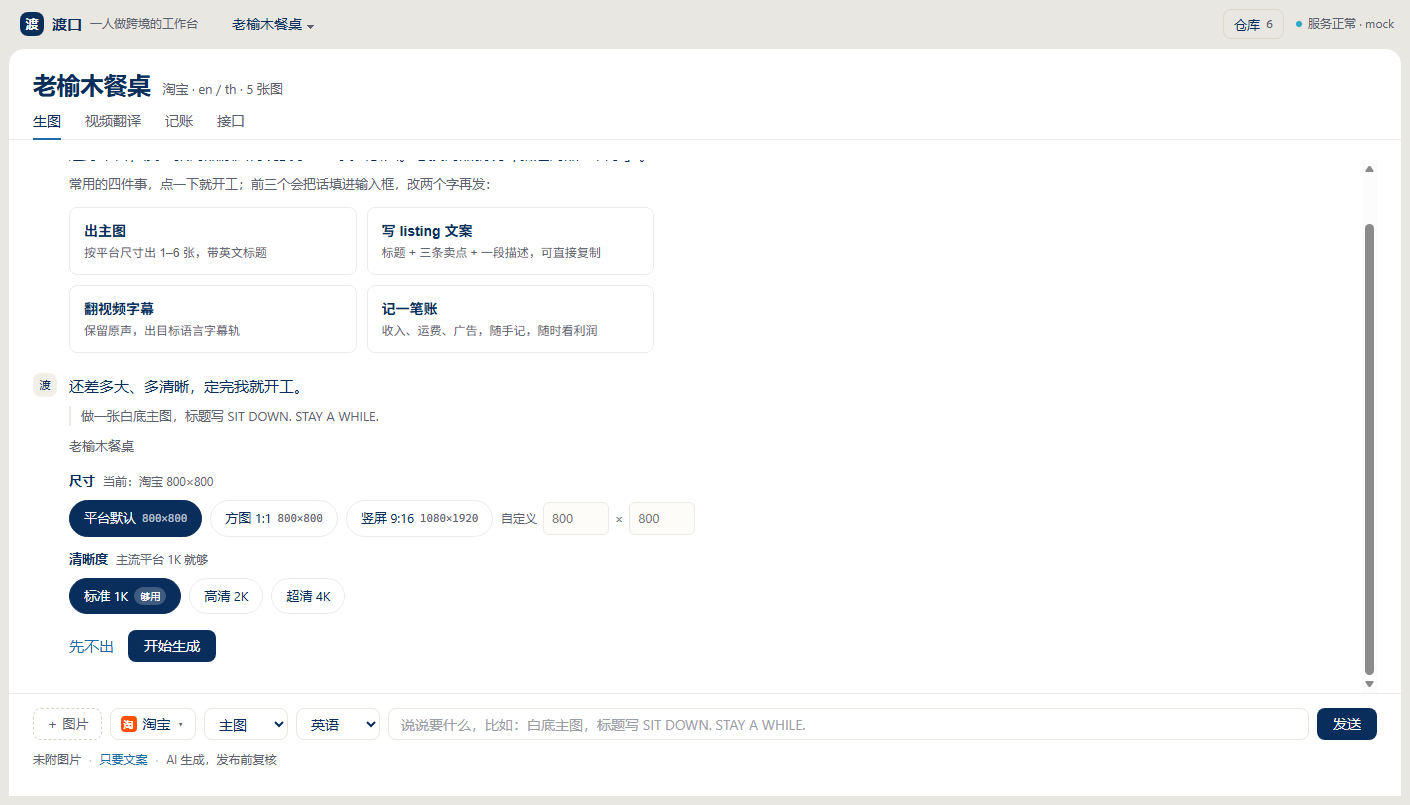 渡 渡口 一人做跨境的工作台 老榆木餐桌 仓库 6 服务正常 · mock
老榆木餐桌 淘宝 · en / th · 5 张图
生图 视频翻译 记账 接口
常用的四件事，点一下就开工；前三个会把话填进输入框，改两个字再发：
出主图
按平台尺寸出 1–6 张，带英文标题
写 listing 文案
标题 + 三条卖点 + 一段描述，可直接复制
翻视频字幕
保留原声，出目标语言字幕轨
记一笔账
收入、运费、广告，随手记，随时看利润
渡 还差多大、多清晰，定完我就开工。
做一张白底主图，标题写 SIT DOWN. STAY A WHILE.
老榆木餐桌
尺寸 当前：淘宝 800×800
平台默认 800×800 方图 1:1 800×800 竖屏 9:16 1080×1920 自定义 800 × 800
清晰度 主流平台 1K 就够
标准 1K 够用 高清 2K 超清 4K
先不出 开始生成
+ 图片 淘 淘宝 主图 英语 说说要什么，比如：白底主图，标题写 SIT DOWN. STAY A WHILE. 发送
未附图片 · 只要文案 · AI 生成，发布前复核